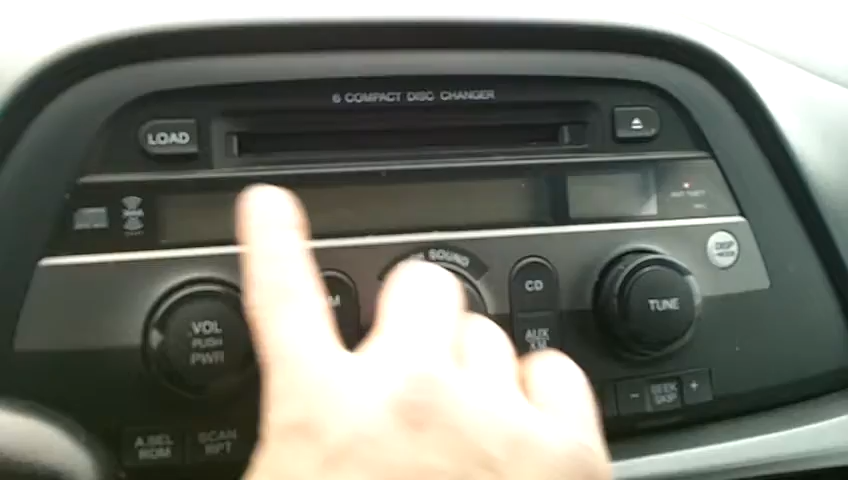 6 COMPACT DISC CHANGER
LOAD
DISP
MODE
SOUND
CD
VOL
PUSH
PWR
TUNE
AUX
XM
- SEEK +
SKIP
A.SEL
RDM
SCAN
RPT